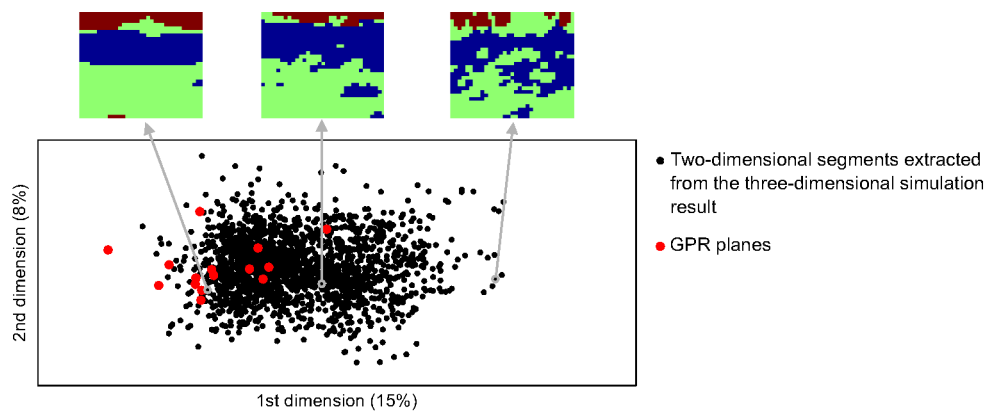 Two-dimensional segments extracted
from the three-dimensional simulation
result
GPR planes
2nd dimension (8%)
1st dimension (15%)